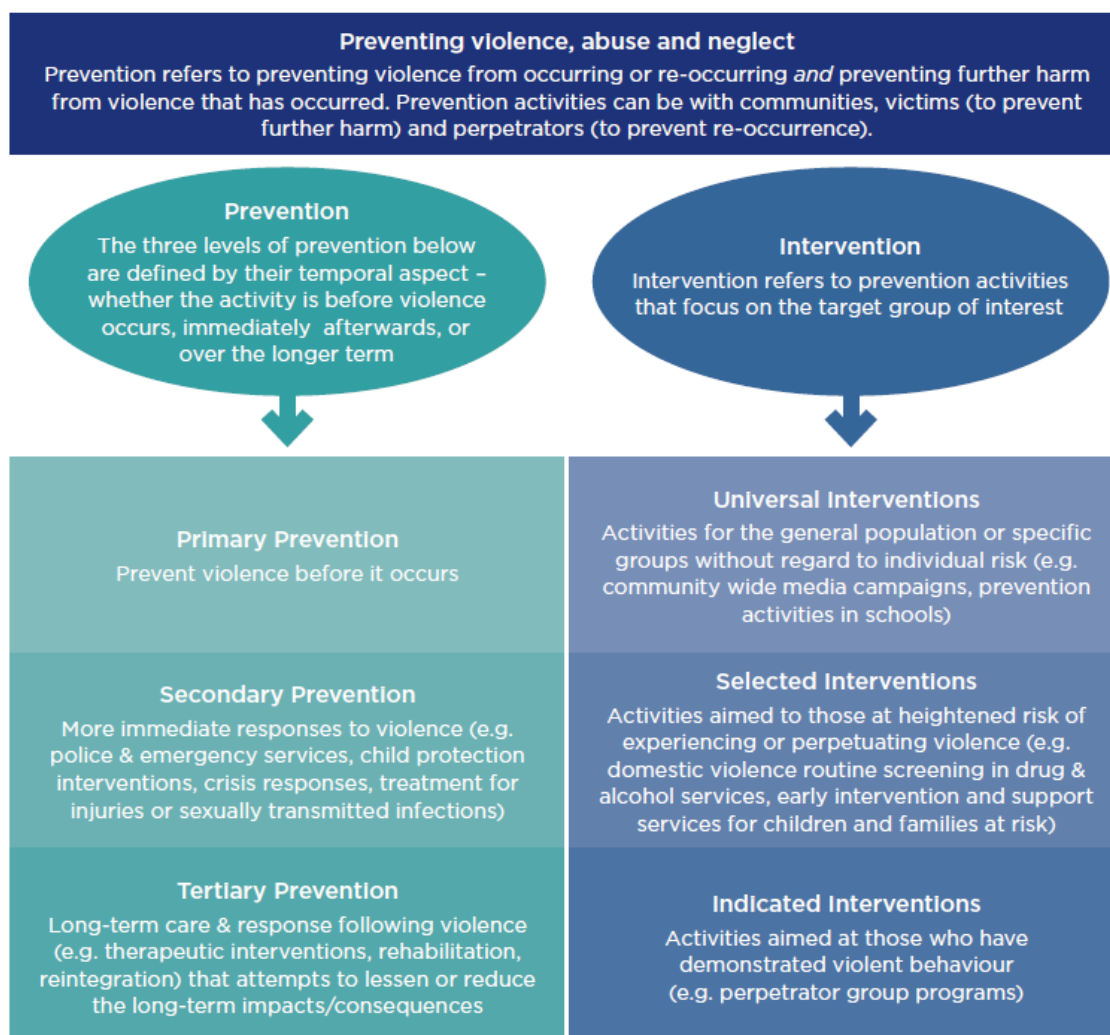 Preventing violence, abuse and neglect
Prevention refers to preventing violence from occurring or re-occurring and preventing further harm
from violence that has occurred. Prevention activities can be with communities, victims (to prevent
further harm) and perpetrators (to prevent re-occurrence).
Prevention
The three levels of prevention below
are defined by their temporal aspect –
whether the activity is before violence
occurs, immediately afterwards, or
over the longer term
Intervention
Intervention refers to prevention activities
that focus on the target group of interest
Primary Prevention
Prevent violence before it occurs
Universal Interventions
Activities for the general population or specific
groups without regard to individual risk (e.g.
community wide media campaigns, prevention
activities in schools)
Secondary Prevention
More immediate responses to violence (e.g.
police & emergency services, child protection
interventions, crisis responses, treatment for
injuries or sexually transmitted infections)
Selected Interventions
Activities aimed to those at heightened risk of
experiencing or perpetuating violence (e.g.
domestic violence routine screening in drug &
alcohol services, early intervention and support
services for children and families at risk)
Tertiary Prevention
Long-term care & response following violence
(e.g. therapeutic interventions, rehabilitation,
reintegration) that attempts to lessen or reduce
the long-term impacts/consequences
Indicated Interventions
Activities aimed at those who have
demonstrated violent behaviour
(e.g. perpetrator group programs)